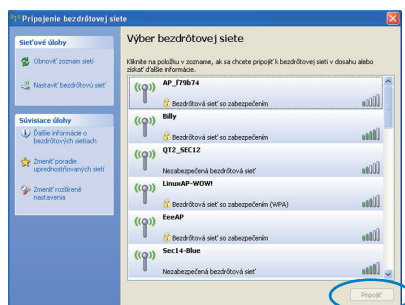 Pripojenie bezdrôtovej siete
Sieťové úlohy
Obnoviť zoznam sietí
Nastaviť bezdrôtovú sieť
Súvisiace úlohy
Ďalšie informácie o
bezdrôtových sieťach
Zmeniť poradie
uprednostňovaných sietí
Zmeniť rozšírené
nastavenia
Výber bezdrôtovej siete
Kliknite na položku v zozname, ak sa chcete pripojiť k bezdrôtovej sieti v dosahu alebo
získať ďalšie informácie.
AP_f79b74
Bezdrôtová sieť so zabezpečením
Billy
Bezdrôtová sieť so zabezpečením
QT2_SEC12
Nezabezpečená bezdrôtová sieť
LinuxAP-WOW!
Bezdrôtová sieť so zabezpečením (WPA)
EeeAP
Bezdrôtová sieť so zabezpečením
Sec14-Blue
Nezabezpečená bezdrôtová sieť
Pripojiť